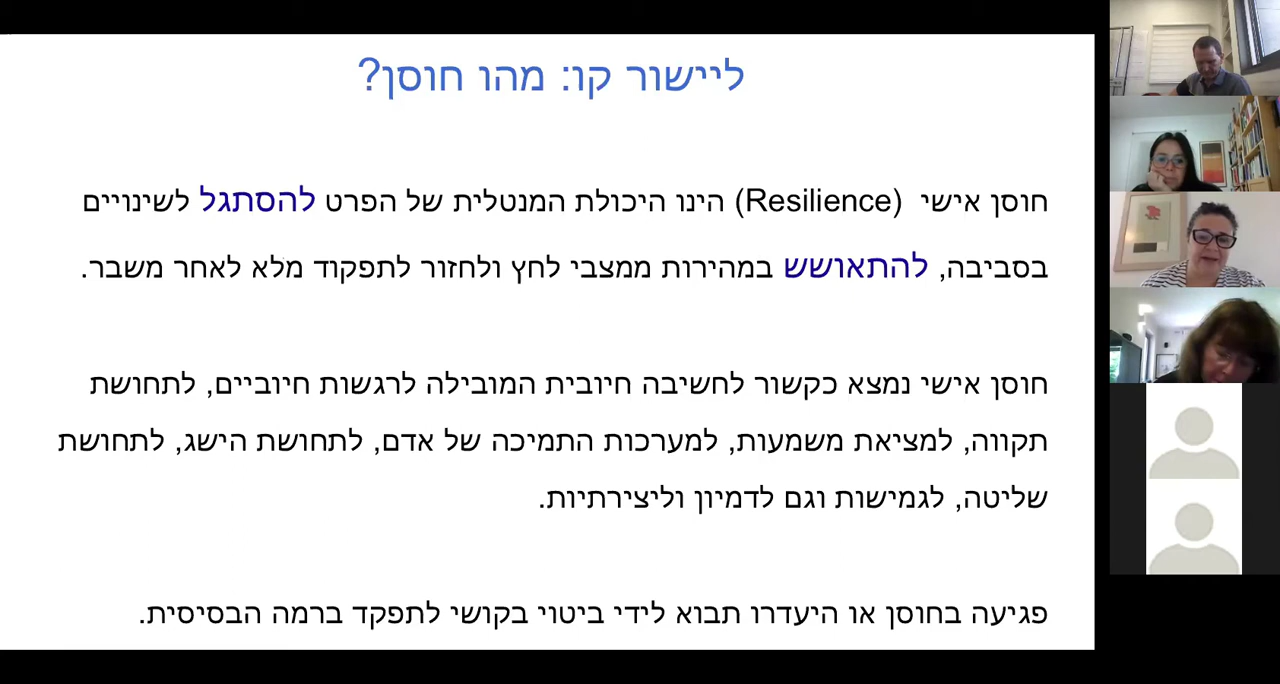 ליישור קו: מהו חוסן?
חוסן אישי (Resilience) הינו היכולת המנטלית של הפרט להסתגל לשינויים
בסביבה, להתאושש במהירות ממצבי לחץ ולחזור לתפקוד מלא לאחר משבר.
חוסן אישי נמצא כקשור לחשיבה חיובית המובילה לרגשות חיוביים, לתחושת
תקווה, למציאת משמעות, למערכות התמיכה של אדם, לתחושת הישג, לתחושת
שליטה, לגמישות וגם לדמיון וליצירתיות.
פגיעה בחוסן או היעדרו תבוא לידי ביטוי בקושי לתפקד ברמה הבסיסית.